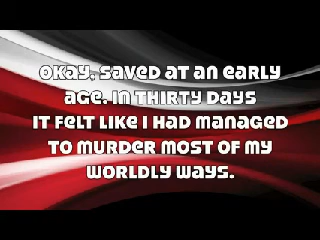 Okay, saved at an early
age. In thirty days
it felt like I had managed
to murder most of my
worldly ways.